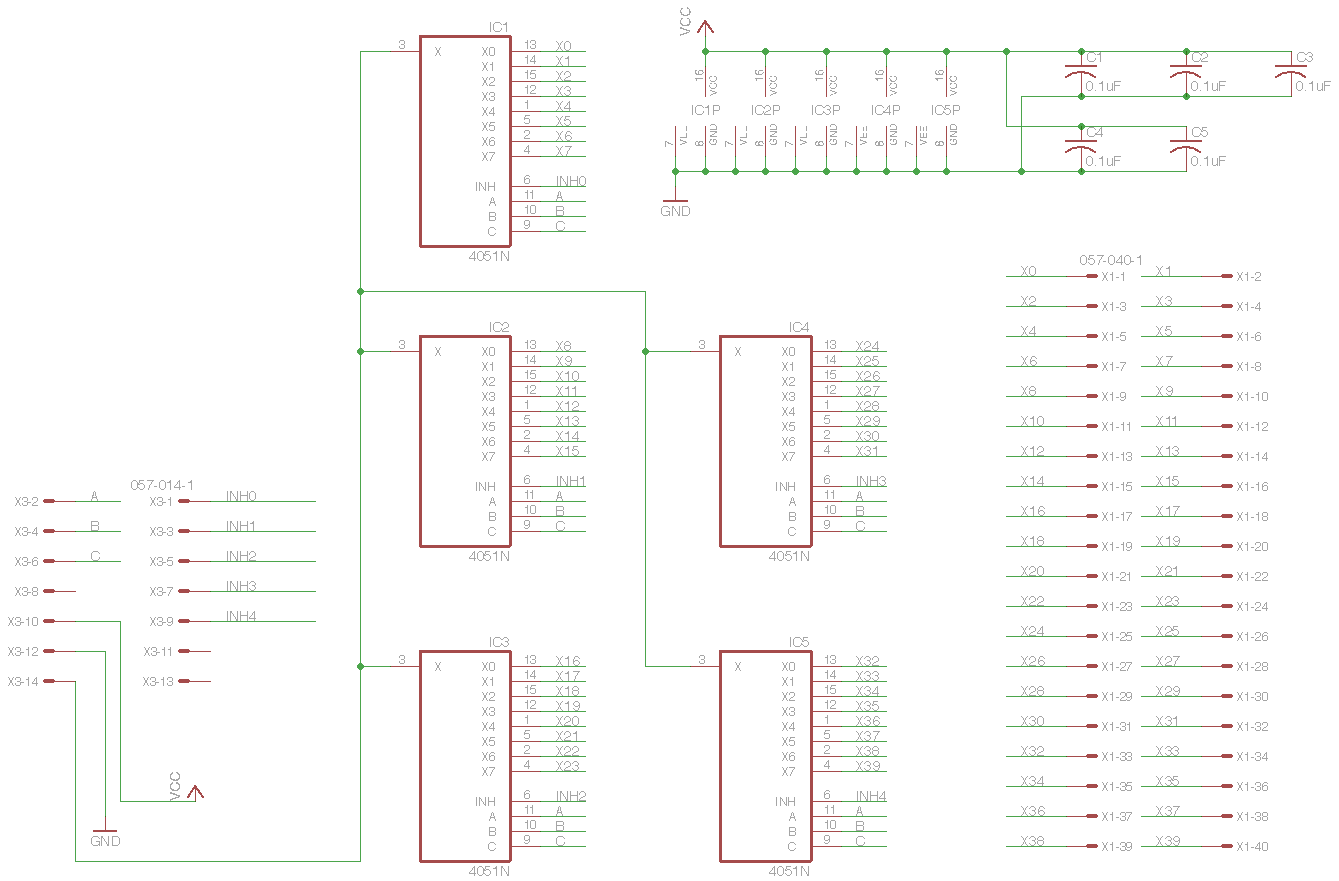 IC1
3 X X0 13 X0
X1 14 X1
X2 15 X2
X3 12 X3
X4 1 X4
X5 5 X5
X6 2 X6
X7 4 X7
INH 6 INH0
A 11 A
B 10 B
C 9 C
4051N
VCC
16 VCC 16 VCC 16 VCC 16 VCC 16 VCC
IC1P IC2P IC3P IC4P IC5P
7 8 GND 7 8 GND 7 8 GND 7 VEE 8 GND 7 VEE 8 GND
GND
C1 C2 C3
0.1uF 0.1uF 0.1uF
C4 C5
0.1uF 0.1uF
IC2
3 X X0 13 X8
X1 14 X9
X2 15 X10
X3 12 X11
X4 1 X12
X5 5 X13
X6 2 X14
X7 4 X15
INH 6 INH1
A 11 A
B 10 B
C 9 C
4051N
IC4
3 X X0 13 X24
X1 14 X25
X2 15 X26
X3 12 X27
X4 1 X28
X5 5 X29
X6 2 X30
X7 4 X31
INH 6 INH3
A 11 A
B 10 B
C 9 C
4051N
057-014-1
X3-2 A X3-1 INH0
X3-4 B X3-3 INH1
X3-6 C X3-5 INH2
X3-8 X3-7 INH3
X3-10 X3-9 INH4
X3-12 X3-11
X3-14 X3-13
VCC
GND
IC3
3 X X0 13 X16
X1 14 X17
X2 15 X18
X3 12 X19
X4 1 X20
X5 5 X21
X6 2 X22
X7 4 X23
INH 6 INH2
A 11 A
B 10 B
C 9 C
4051N
IC5
3 X X0 13 X32
X1 14 X33
X2 15 X34
X3 12 X35
X4 1 X36
X5 5 X37
X6 2 X38
X7 4 X39
INH 6 INH4
A 11 A
B 10 B
C 9 C
4051N
057-040-1
X0 X1-1 X1 X1-2
X2 X1-3 X3 X1-4
X4 X1-5 X5 X1-6
X6 X1-7 X7 X1-8
X8 X1-9 X9 X1-10
X10 X1-11 X11 X1-12
X12 X1-13 X13 X1-14
X14 X1-15 X15 X1-16
X16 X1-17 X17 X1-18
X18 X1-19 X19 X1-20
X20 X1-21 X21 X1-22
X22 X1-23 X23 X1-24
X24 X1-25 X25 X1-26
X26 X1-27 X27 X1-28
X28 X1-29 X29 X1-30
X30 X1-31 X31 X1-32
X32 X1-33 X33 X1-34
X34 X1-35 X35 X1-36
X36 X1-37 X37 X1-38
X38 X1-39 X39 X1-40